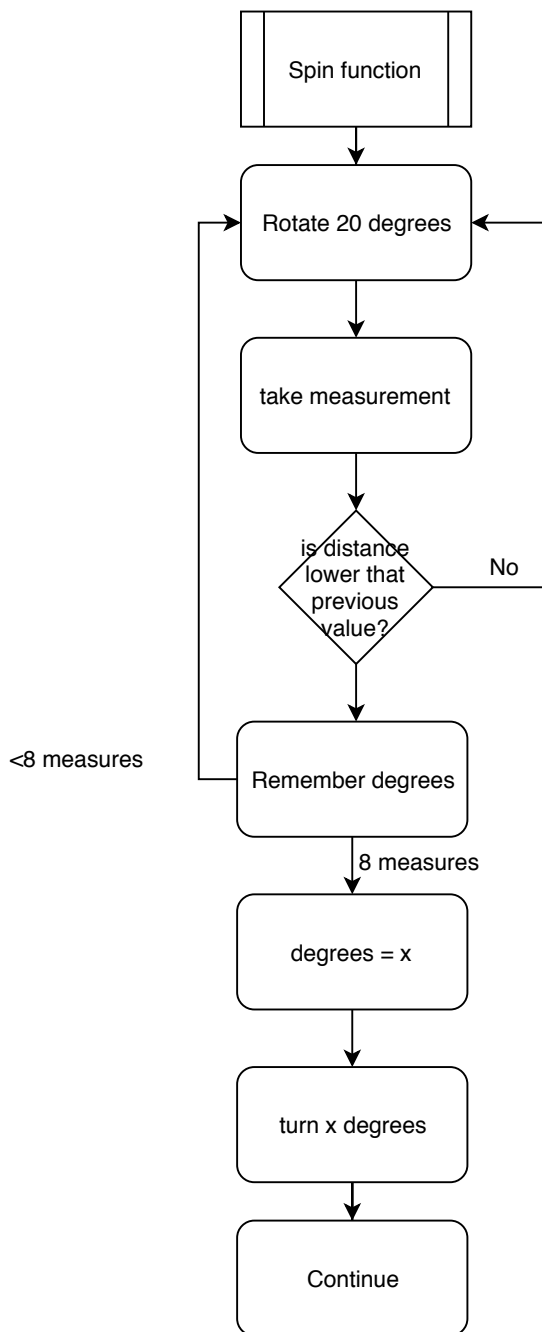 Spin function
Rotate 20 degrees
take measurement
is distance
lower that
previous
value?
No
<8 measures
Remember degrees
8 measures
degrees = x
turn x degrees
Continue